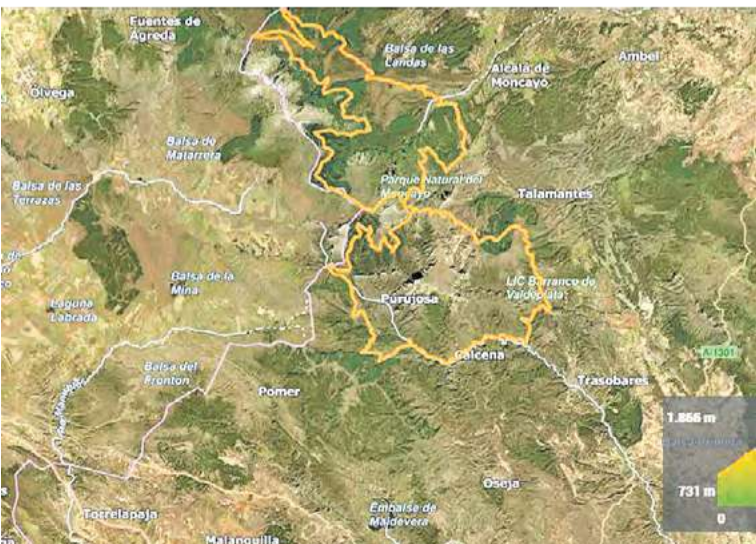 Fuentes de
Ágreda
Balsa de las
Landas
Alcalá de
Moncayo
Ambel
Ólvega
Balsa de
Matarrera
Balsa de las
Terrazas
Parque Natural del
Moncayo
Talamantes
Balsa de la
Mina
Purujosa
LIC Barranco de
Valdeplata
Laguna
Labrada
Calcena
A-1301
Balsa del
Frontón
Pomer
Trasobares
1.866 m
Oseja
731 m
0
Torrelapaja
Embalse de
Maidevera
Malanquilla